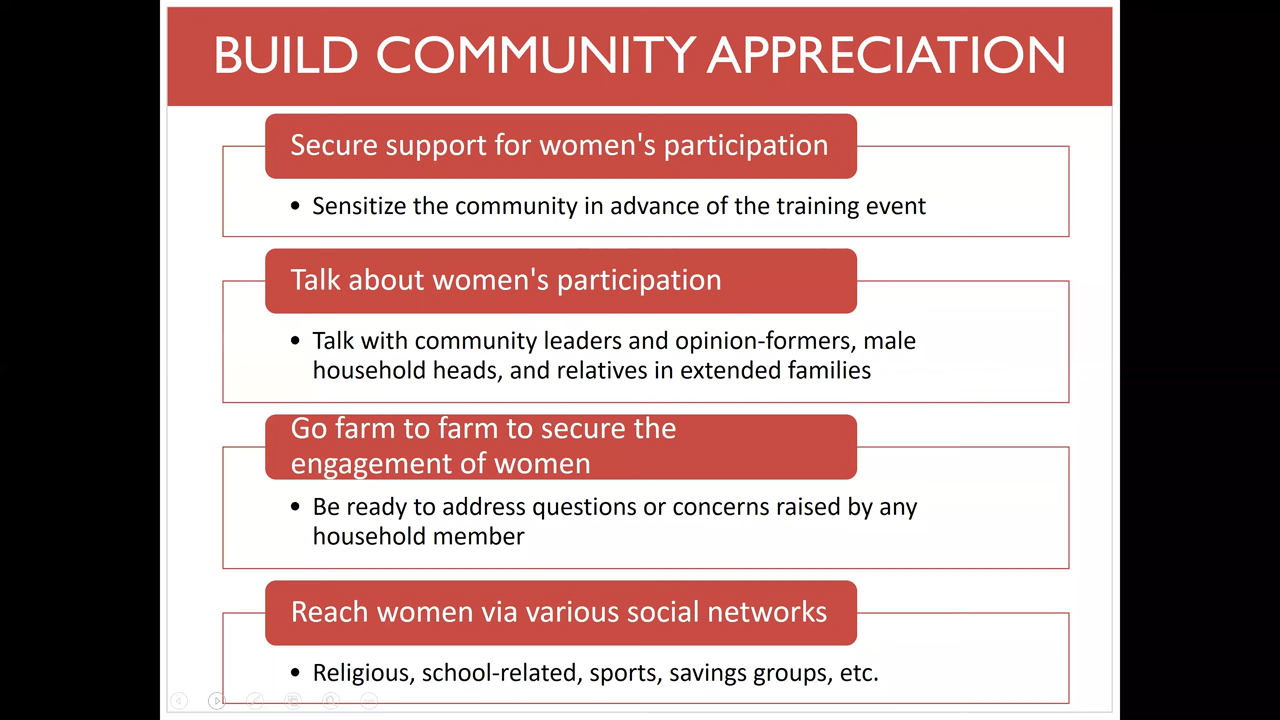 BUILD COMMUNITY APPRECIATION
Secure support for women's participation
• Sensitize the community in advance of the training event
Talk about women's participation
• Talk with community leaders and opinion-formers, male
household heads, and relatives in extended families
Go farm to farm to secure the
engagement of women
• Be ready to address questions or concerns raised by any
household member
Reach women via various social networks
• Religious, school-related, sports, savings groups, etc.